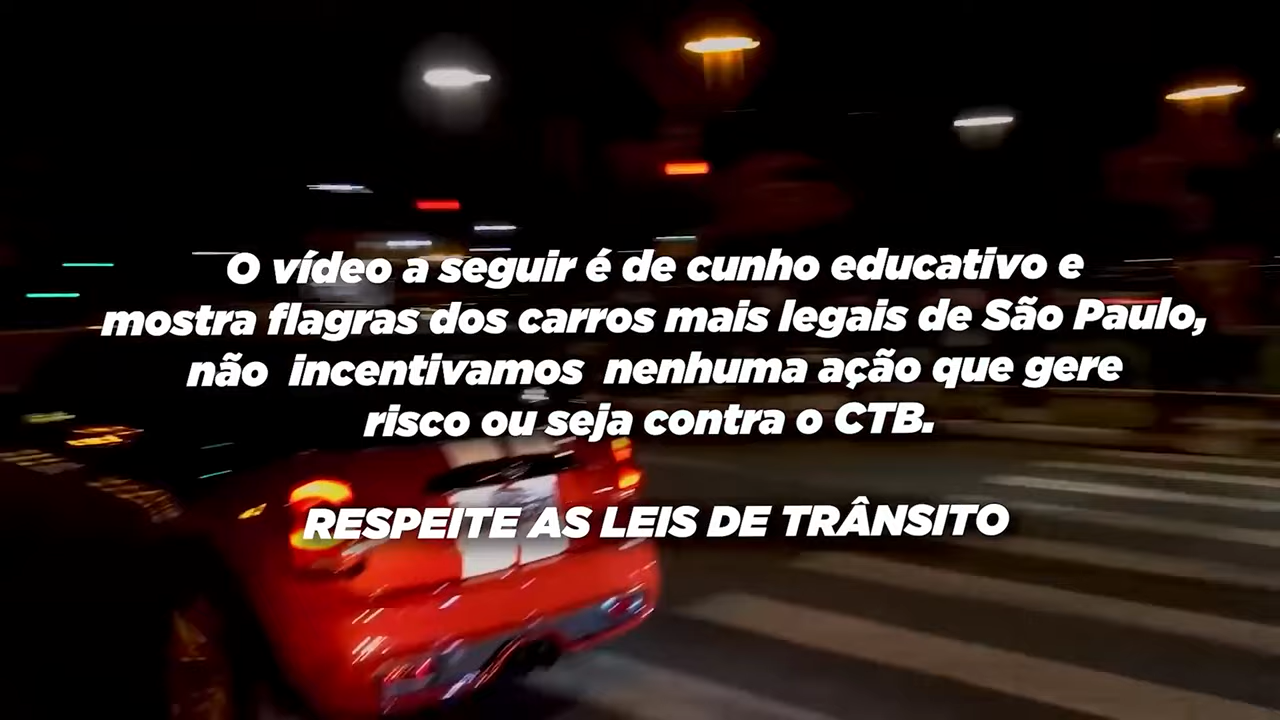 O vídeo a seguir é de cunho educativo e
mostra flagras dos carros mais legais de São Paulo,
não incentivamos nenhuma ação que gere
risco ou seja contra o CTB.
RESPEITE AS LEIS DE TRÂNSITO